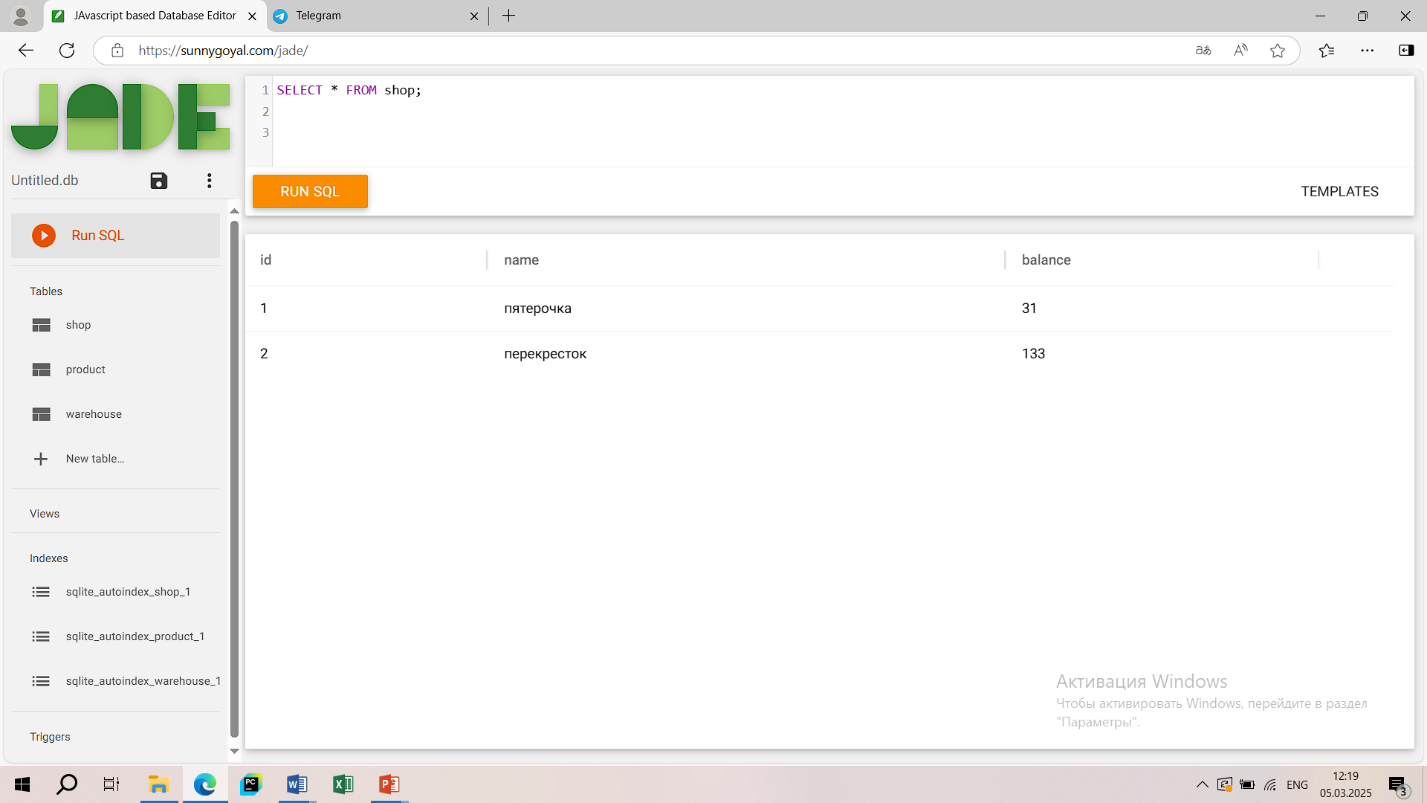 JAvascript based Database Editor
Telegram
https://sunnygoyal.com/jade/
JADE
Untitled.db
Run SQL
Tables
shop
product
warehouse
New table...
Views
Indexes
sqlite_autoindex_shop_1
sqlite_autoindex_product_1
sqlite_autoindex_warehouse_1
Triggers
1 SELECT * FROM shop;
2
3
RUN SQL
TEMPLATES
id name balance
1 пятерочка 31
2 перекресток 133
Активация Windows
Чтобы активировать Windows, перейдите в раздел
"Параметры".
ENG
12:19
05.03.2025
3